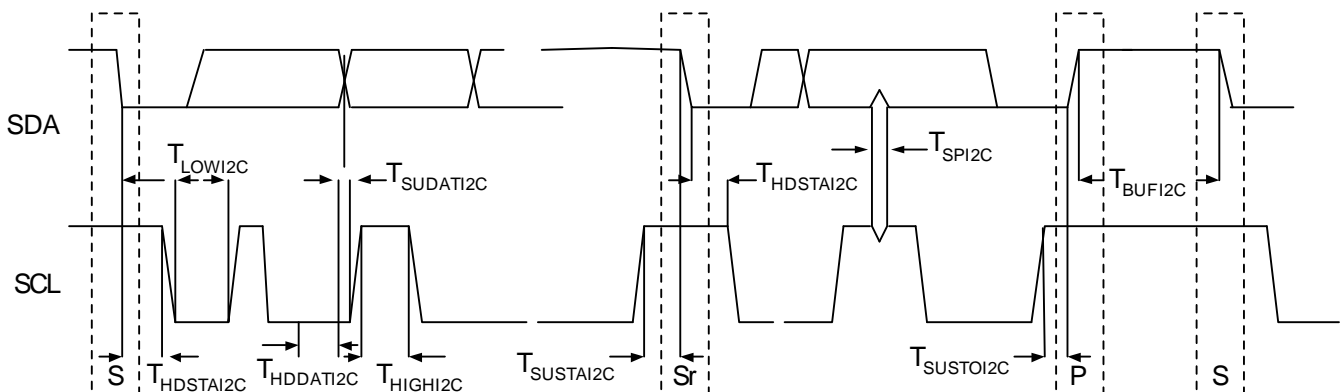 SDA
T_LOWI2C
T_SUDATI2C
T_HDSTAI2C
T_SPI2C
T_BUFI2C
SCL
S
T_HDSTAI2C
T_HDDATI2C
T_HIGHI2C
T_SUSTAI2C
Sr
T_SUSTOI2C
P
S